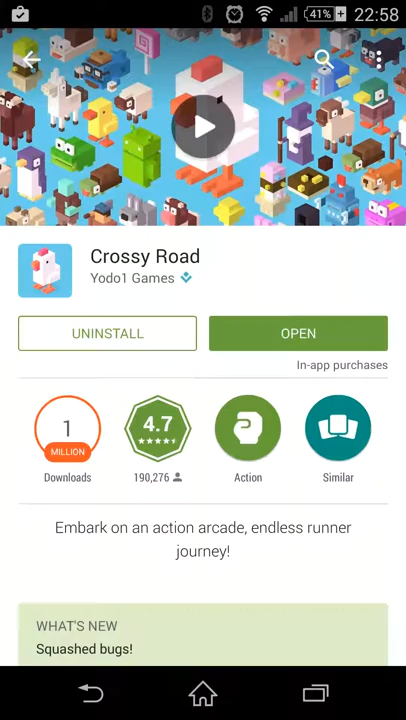 41%
22:58
Crossy Road
Yodo1 Games
UNINSTALL
OPEN
In-app purchases
1
MILLION
Downloads
4.7
190,276
Action
Similar
Embark on an action arcade, endless runner
journey!
WHAT'S NEW
Squashed bugs!